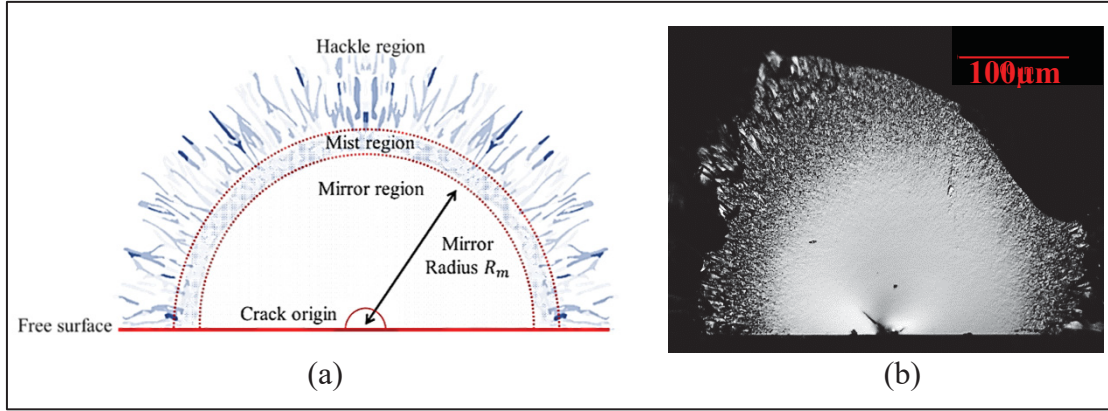 Hackle region
Mist region
Mirror region
Mirror
Radius Rₘ
Crack origin
Free surface
(a)
100μm
(b)